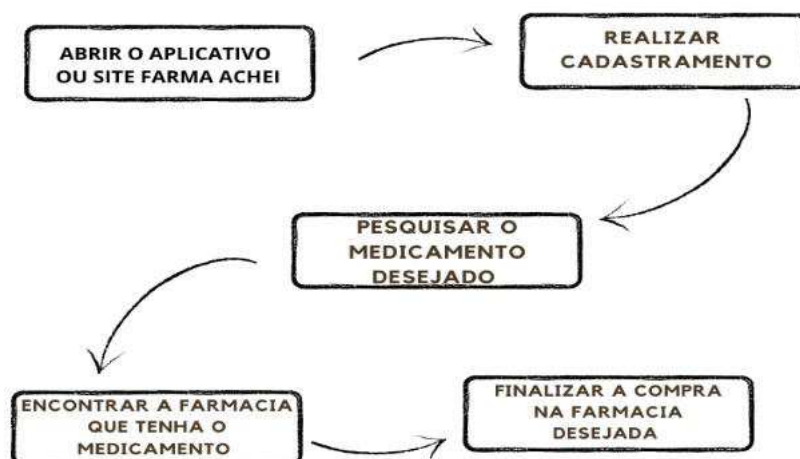 ABRIR O APLICATIVO
OU SITE FARMA ACHEI
REALIZAR
CADASTRAMENTO
PESQUISAR O
MEDICAMENTO
DESEJADO
ENCONTRAR A FARMACIA
QUE TENHA O
MEDICAMENTO
FINALIZAR A COMPRA
NA FARMACIA
DESEJADA